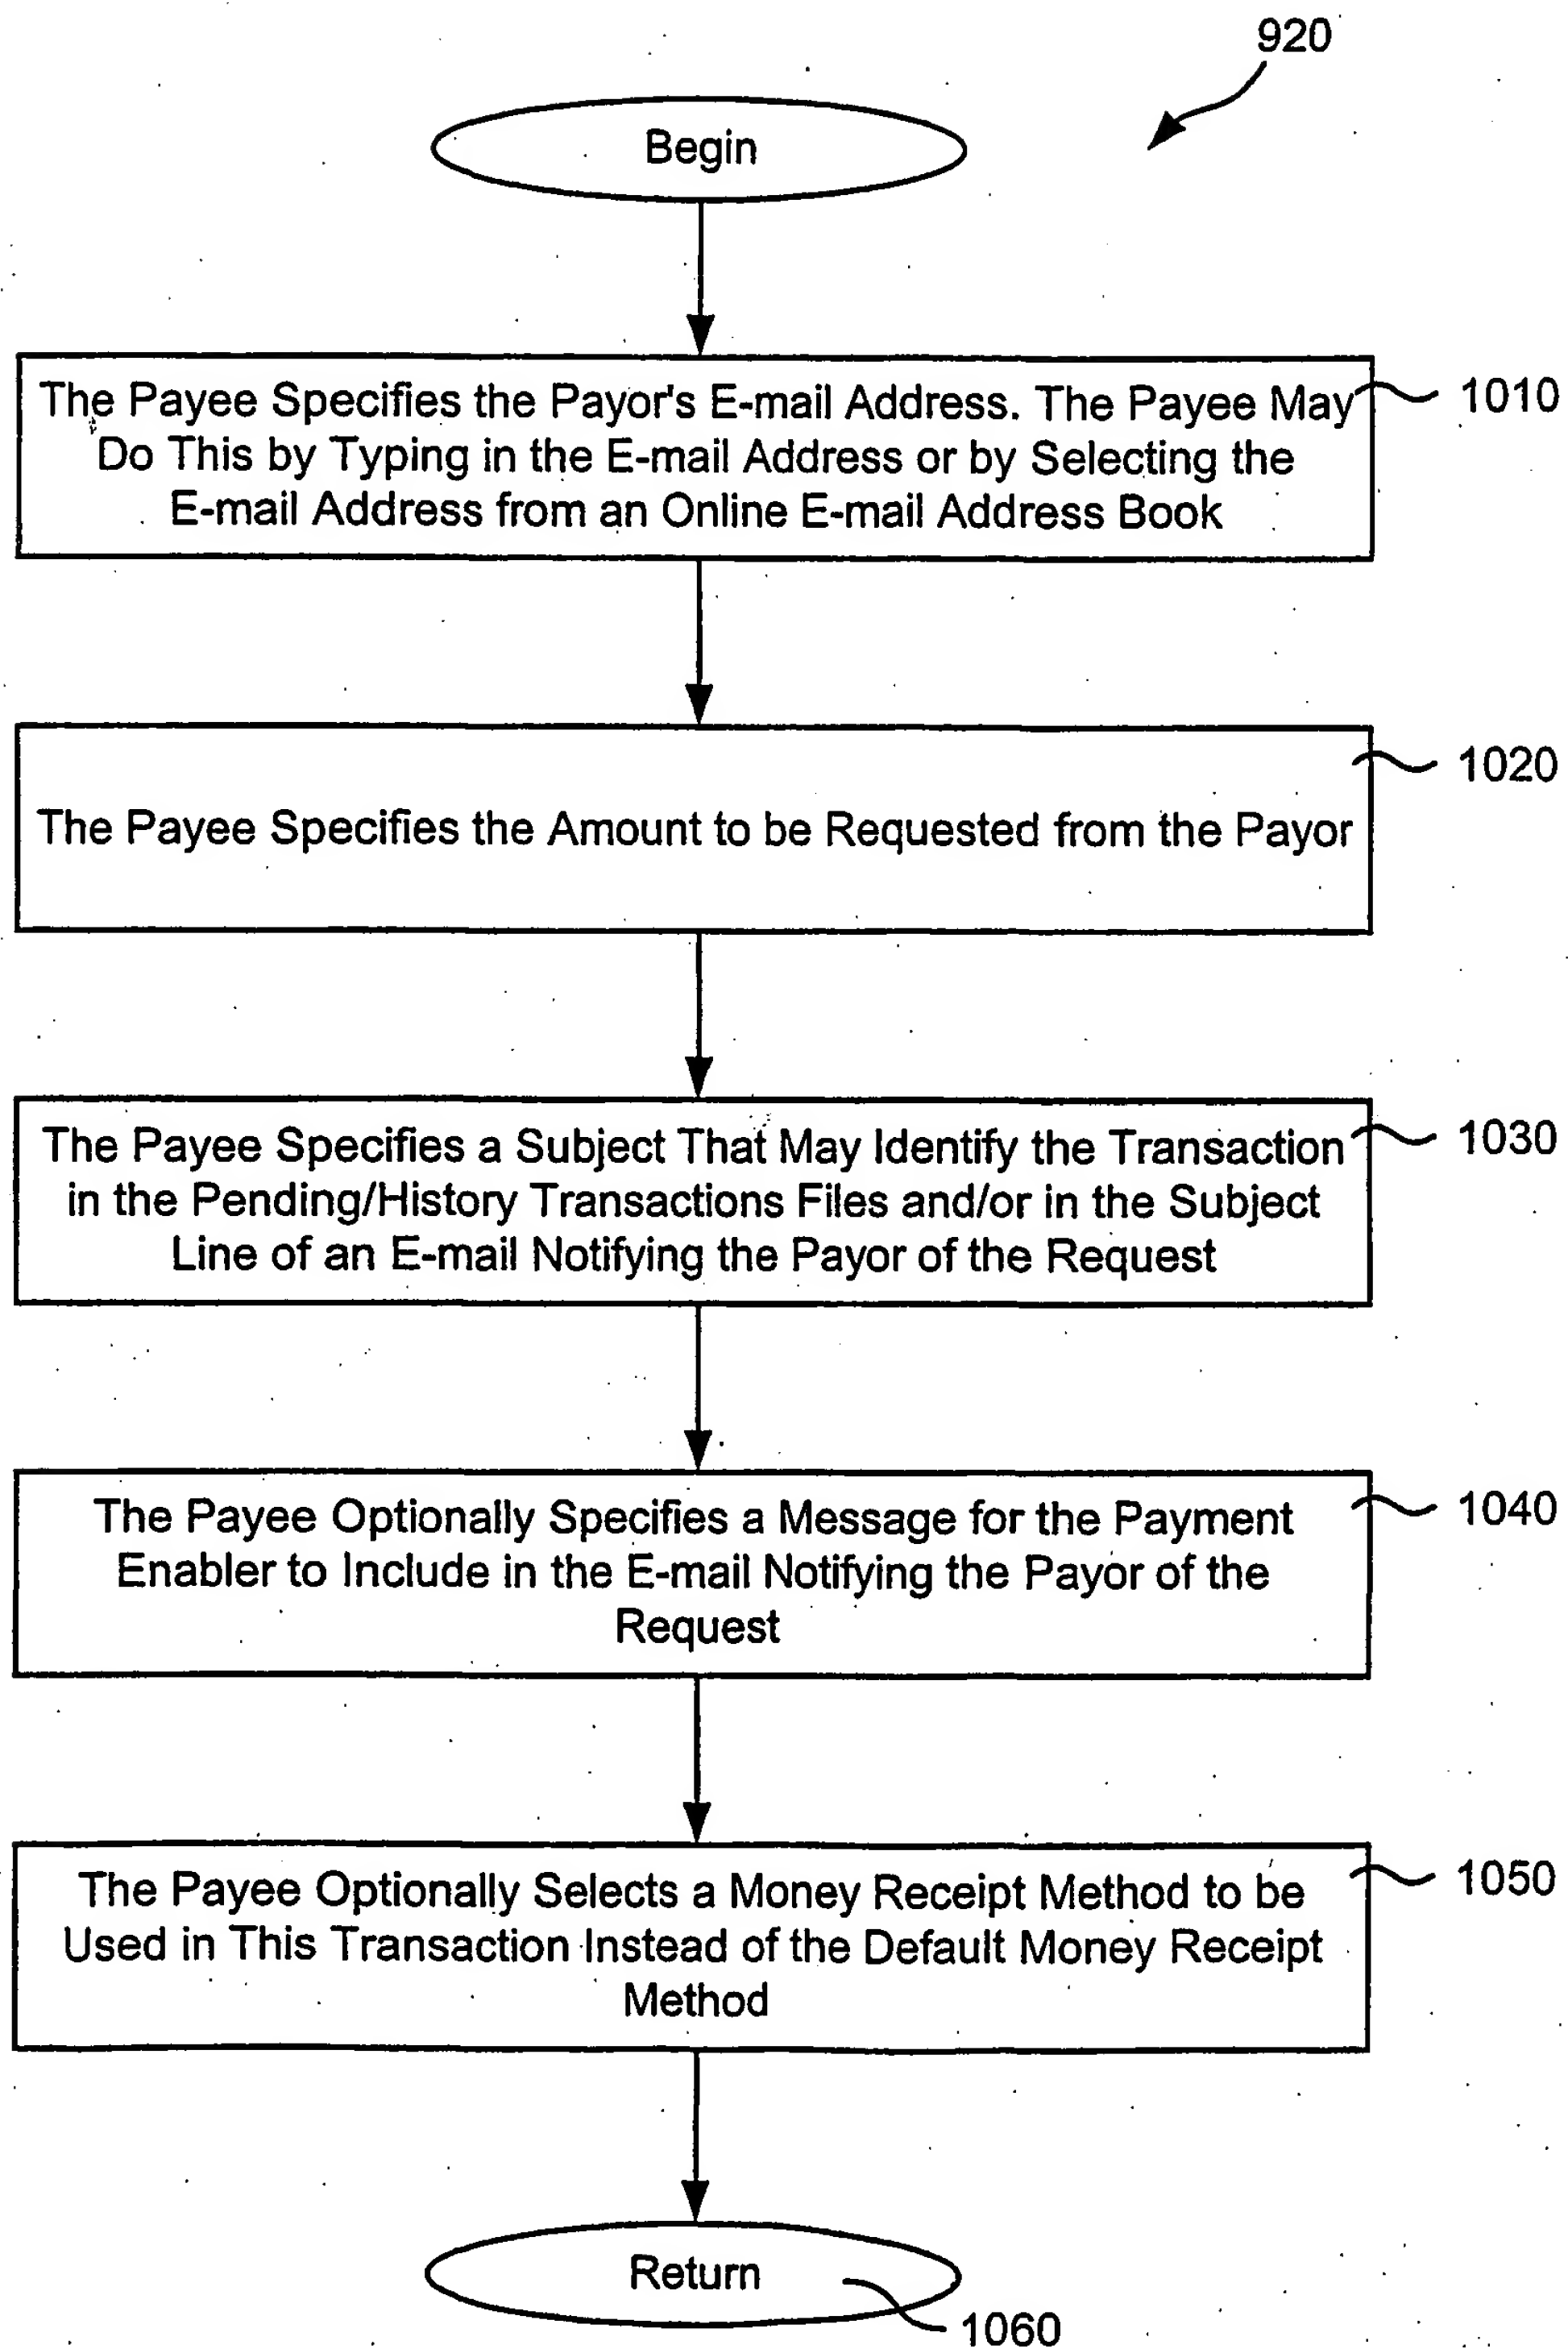 920
Begin
The Payee Specifies the Payor's E-mail Address. The Payee May
Do This by Typing in the E-mail Address or by Selecting the
E-mail Address from an Online E-mail Address Book
1010
The Payee Specifies the Amount to be Requested from the Payor
1020
The Payee Specifies a Subject That May Identify the Transaction
in the Pending/History Transactions Files and/or in the Subject
Line of an E-mail Notifying the Payor of the Request
1030
The Payee Optionally Specifies a Message for the Payment
Enabler to Include in the E-mail Notifying the Payor of the
Request
1040
The Payee Optionally Selects a Money Receipt Method to be
Used in This Transaction Instead of the Default Money Receipt
Method
1050
Return
1060